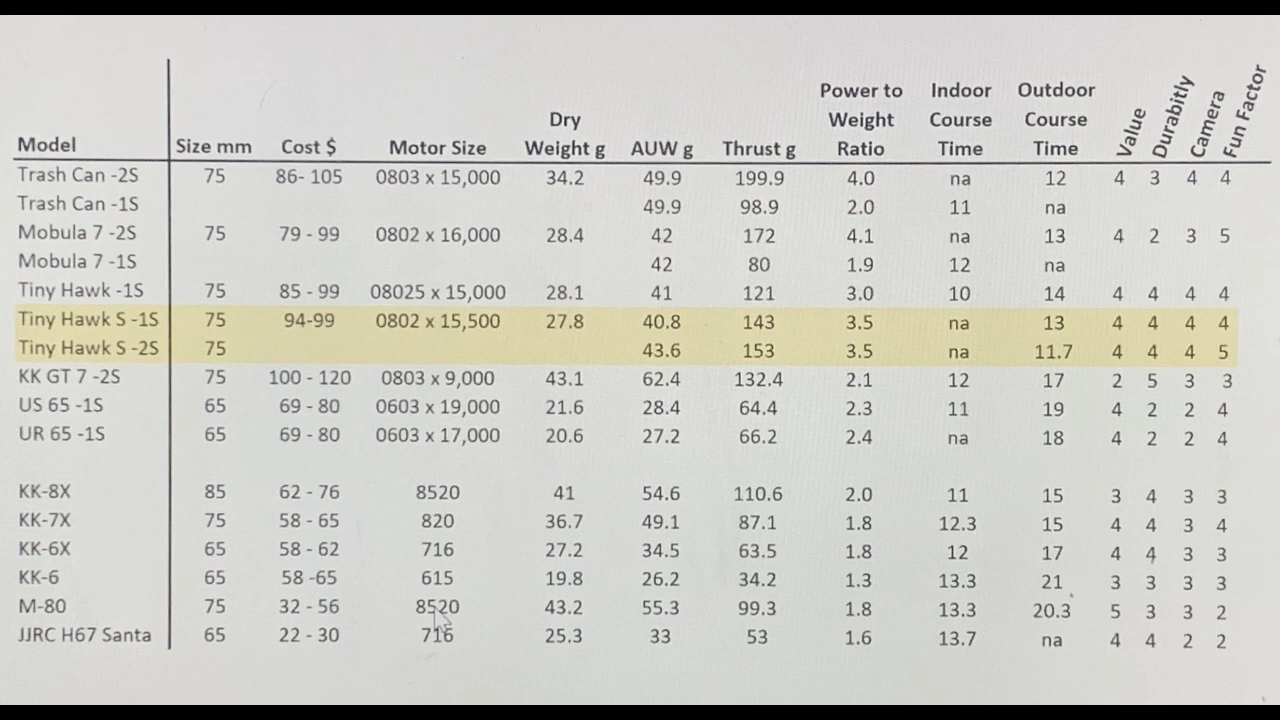 Model Size mm Cost $ Motor Size Dry Weight g AUW g Thrust g Power to Weight Ratio Indoor Course Time Outdoor Course Time Value Durabitly Camera Fun Factor
Trash Can -2S 75 86- 105 0803 x 15,000 34.2 49.9 199.9 4.0 na 12 4 3 4 4
Trash Can -1S 49.9 98.9 2.0 11 na
Mobula 7 -2S 75 79 - 99 0802 x 16,000 28.4 42 172 4.1 na 13 4 2 3 5
Mobula 7 -1S 42 80 1.9 12 na
Tiny Hawk -1S 75 85 - 99 08025 x 15,000 28.1 41 121 3.0 10 14 4 4 4 4
Tiny Hawk S -1S 75 94-99 0802 x 15,500 27.8 40.8 143 3.5 na 13 4 4 4 4
Tiny Hawk S -2S 75 43.6 153 3.5 na 11.7 4 4 4 5
KK GT 7 -2S 75 100 - 120 0803 x 9,000 43.1 62.4 132.4 2.1 12 17 2 5 3 3
US 65 -1S 65 69 - 80 0603 x 19,000 21.6 28.4 64.4 2.3 11 19 4 2 2 4
UR 65 -1S 65 69 - 80 0603 x 17,000 20.6 27.2 66.2 2.4 na 18 4 2 2 4
KK-8X 85 62 - 76 8520 41 54.6 110.6 2.0 11 15 3 4 3 3
KK-7X 75 58 - 65 820 36.7 49.1 87.1 1.8 12.3 15 4 4 3 4
KK-6X 65 58 - 62 716 27.2 34.5 63.5 1.8 12 17 4 4 3 3
KK-6 65 58 -65 615 19.8 26.2 34.2 1.3 13.3 21 3 3 3 3
M-80 75 32 - 56 8520 43.2 55.3 99.3 1.8 13.3 20.3 5 3 3 2
JJRC H67 Santa 65 22 - 30 716 25.3 33 53 1.6 13.7 na 4 4 2 2